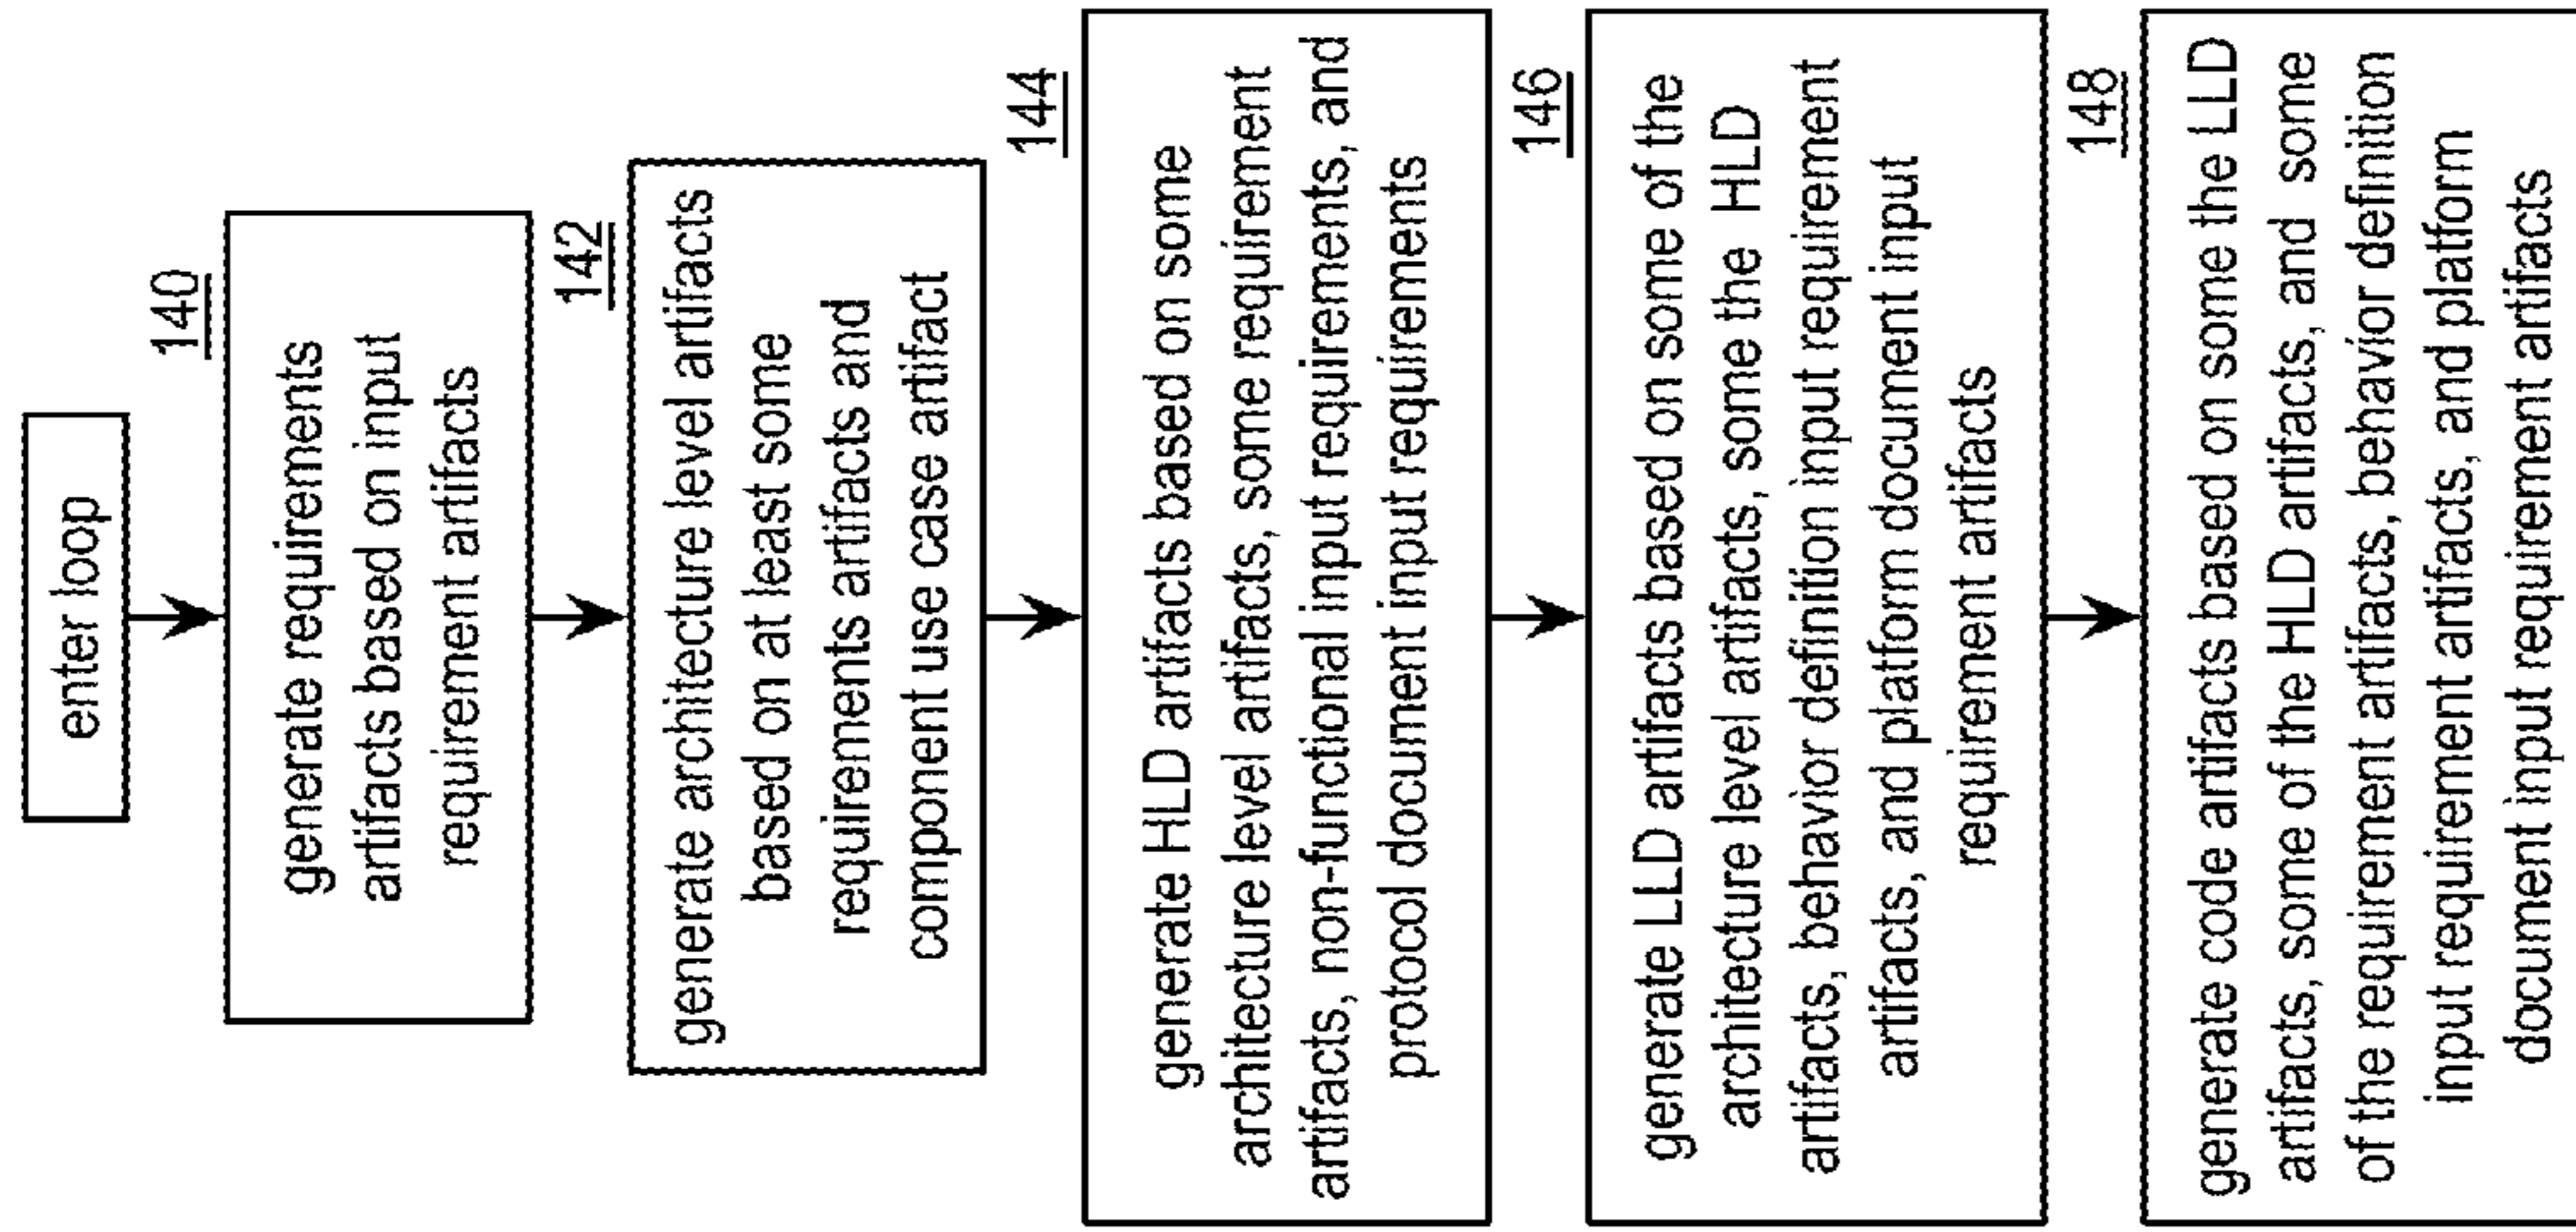 enter loop
140
generate requirements
artifacts based on input
requirement artifacts
142
generate architecture level artifacts
based on at least some
requirements artifacts and
component use case artifact
144
generate HLD artifacts based on some
architecture level artifacts, some requirement
artifacts, non-functional input requirements, and
protocol document input requirements
146
generate LLD artifacts based on some of the
architecture level artifacts, some the HLD
artifacts, behavior definition input requirement
artifacts, and platform document input
requirement artifacts
148
generate code artifacts based on some the LLD
artifacts, some of the HLD artifacts, and some
of the requirement artifacts, behavior definition
input requirement artifacts, and platform
document input requirement artifacts